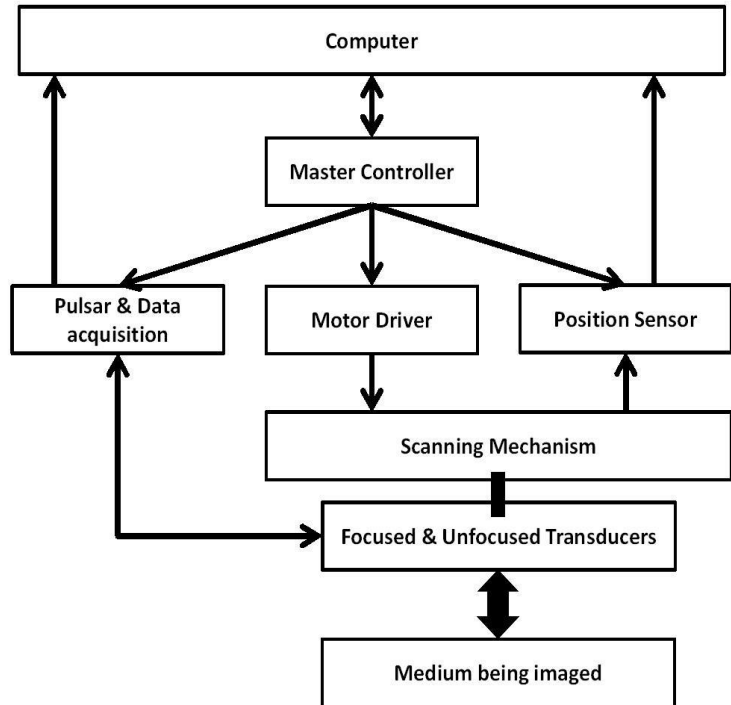 Computer
Master Controller
Pulsar & Data
acquisition
Motor Driver
Position Sensor
Scanning Mechanism
Focused & Unfocused Transducers
Medium being imaged